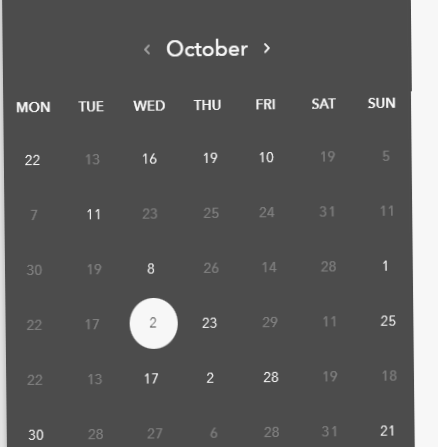 ‹ October ›
MON TUE WED THU FRI SAT SUN
22 13 16 19 10 19 5
7 11 23 25 24 31 11
30 19 8 26 14 28 1
22 17 2 23 29 11 25
22 13 17 2 28 19 18
30 28 27 6 28 31 21